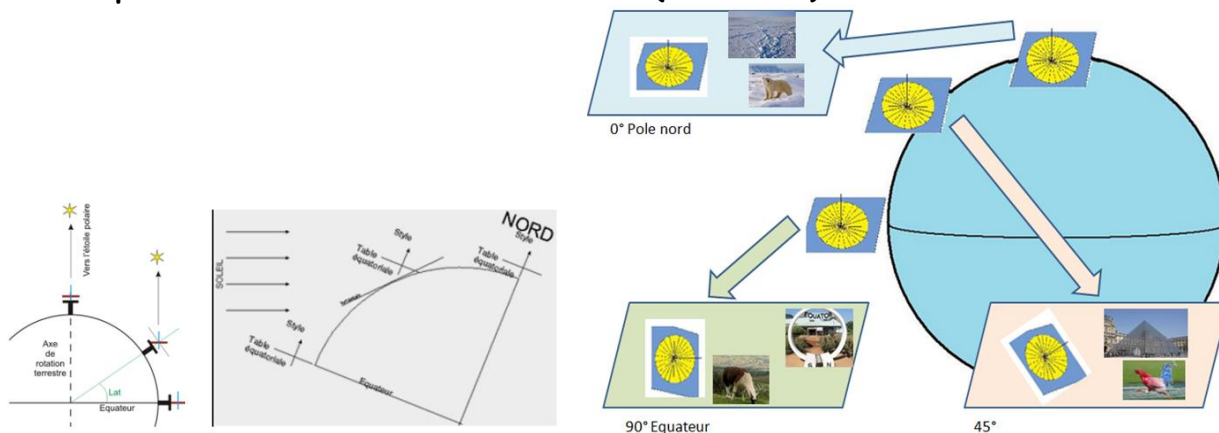 0° Pole nord
Vers l'étoile polaire
Axe
de
rotation
terrestre
Lat
Equateur
SOLEIL
NORD
Style
Table
équatoriale
Style
Table
équatoriale
Style
Table
équatoriale
Equateur
EQUATOR
90° Equateur
45°